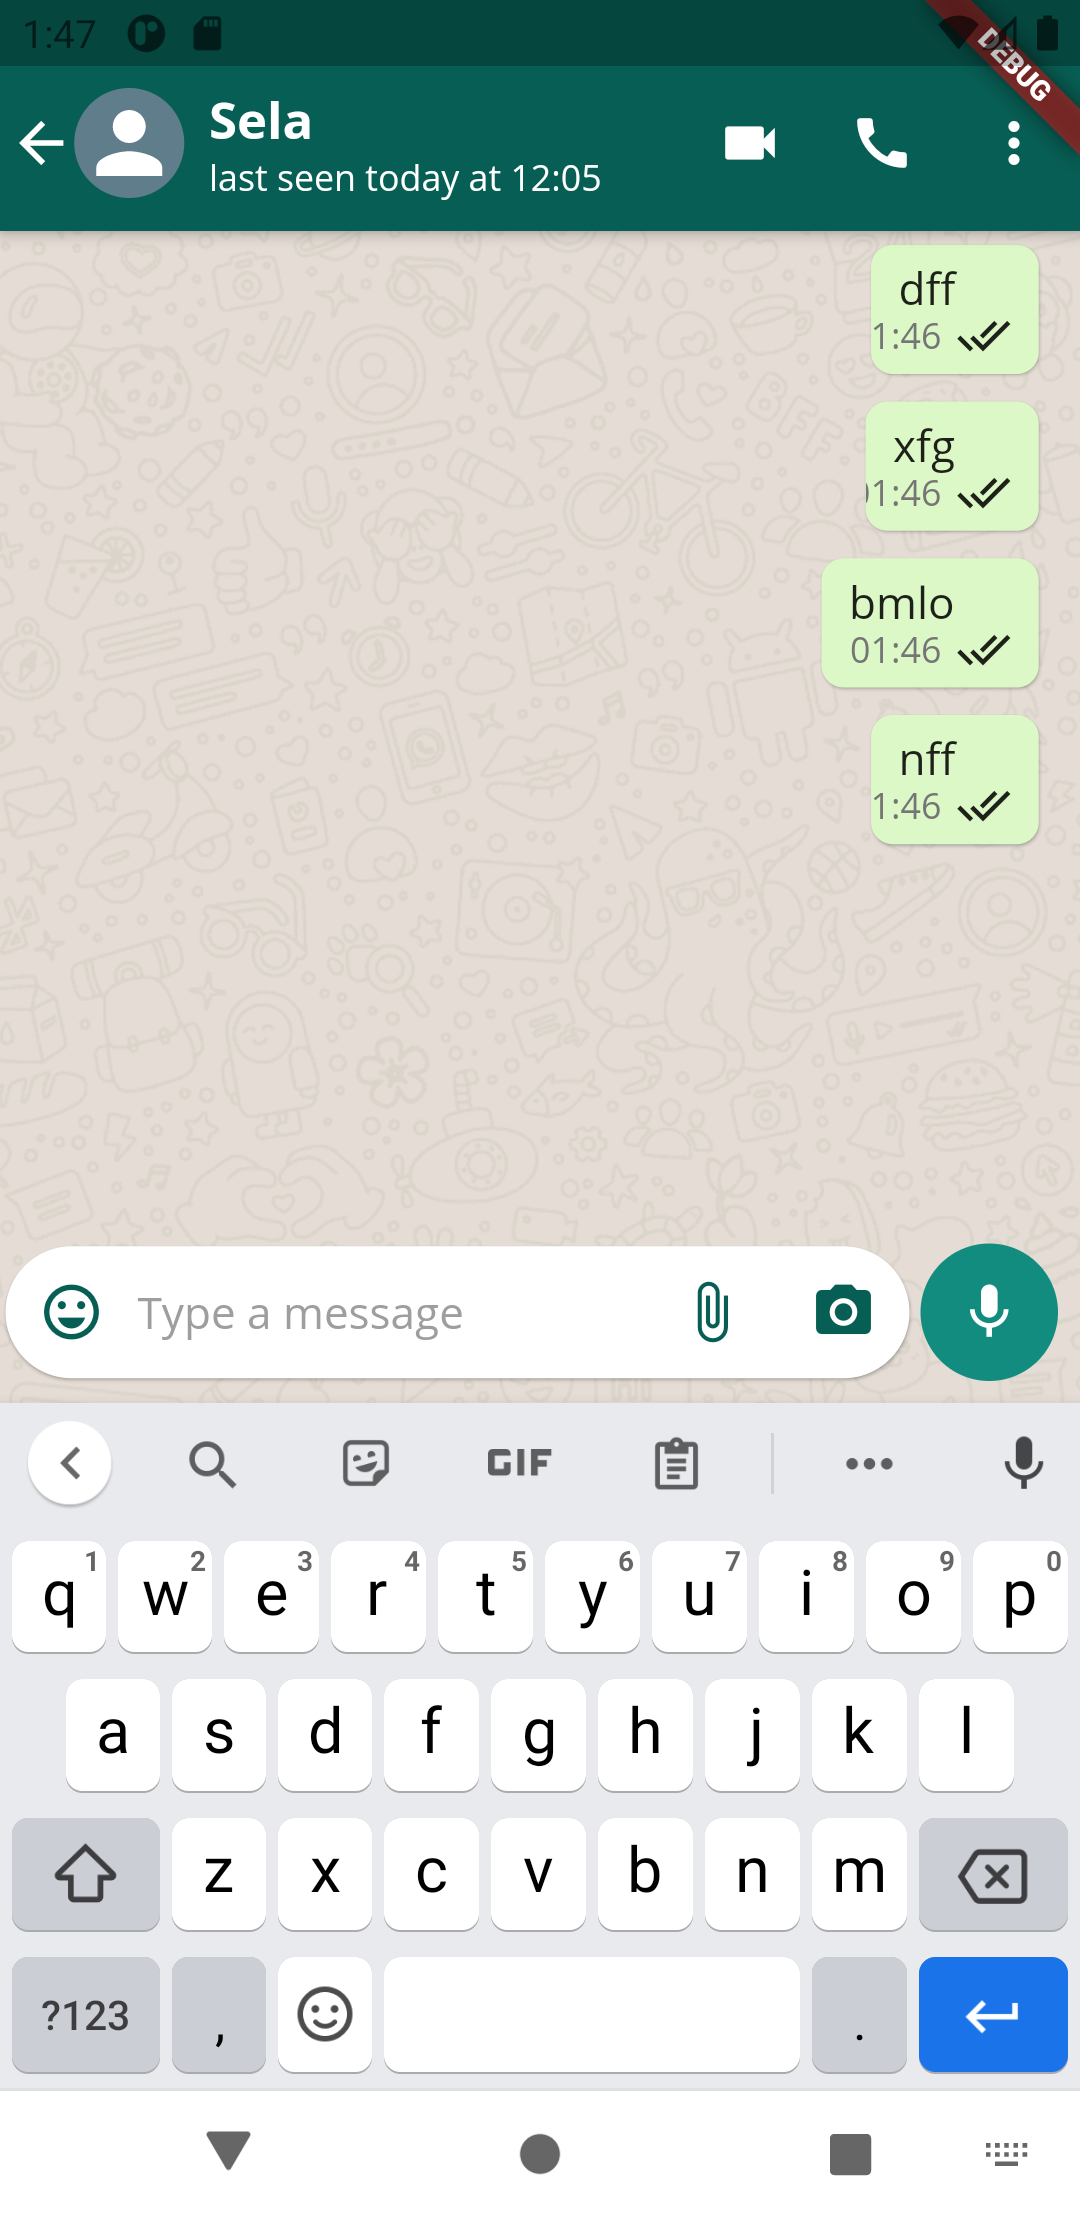 1:47
DEBUG
Sela
last seen today at 12:05
dff
1:46
xfg
01:46
bmlo
01:46
nff
1:46
Type a message
GIF
q 1 w 2 e 3 r 4 t 5 y 6 u 7 i 8 o 9 p 0
a s d f g h j k l
z x c v b n m
?123 , .